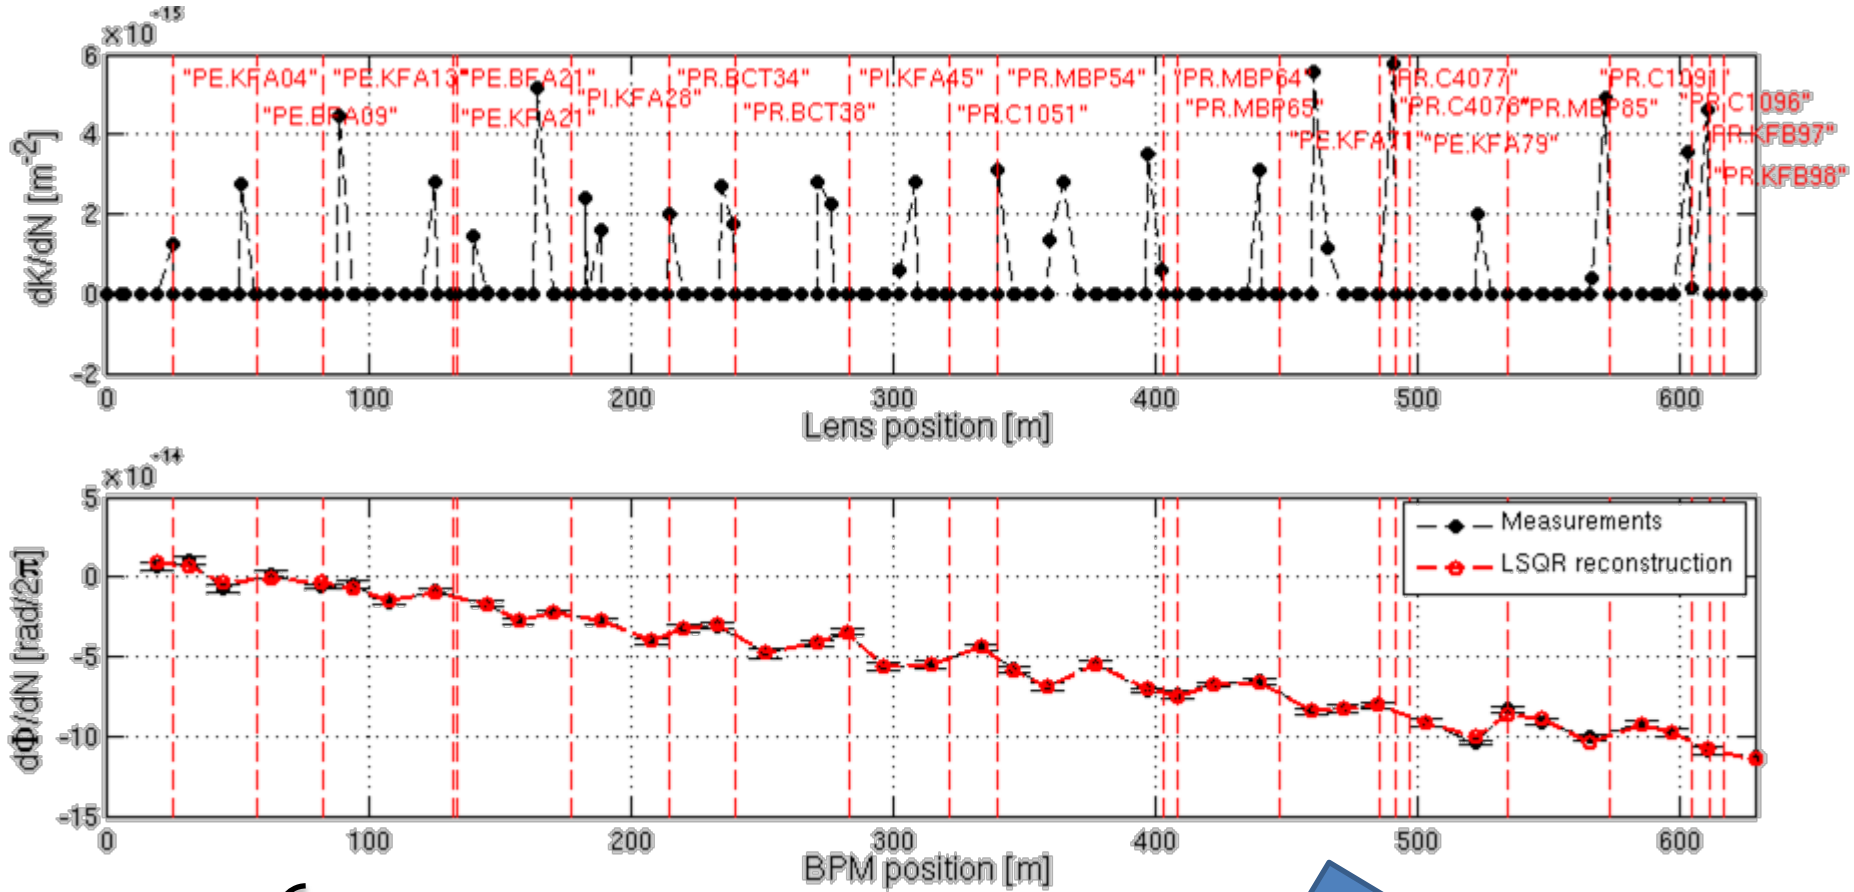 ×10^-15
6
4
2
0
-2
dK/dN [m^-2]
"PE.KFA04" "PE.KFA13" "PE.BFA21" "PR.BCT34" "PI.KFA45" "PR.MBP54" "PR.MBP64" "PR.C4077" "PR.C1091"
"PI.KFA28" "PR.C1096"
"PE.BFA09" "PE.KFA21" "PR.BCT38" "PR.C1051" "PR.MBP65" "PR.C4078" "PR.MBP85"
"PE.KFA71" "PE.KFA79" "PR.KFB97"
"PR.KFB98"
0 100 200 300 400 500 600
Lens position [m]
×10^-14
5
0
-5
-10
-15
dΦ/dN [rad/2π]
Measurements
LSQR reconstruction
0 100 200 300 400 500 600
BPM position [m]